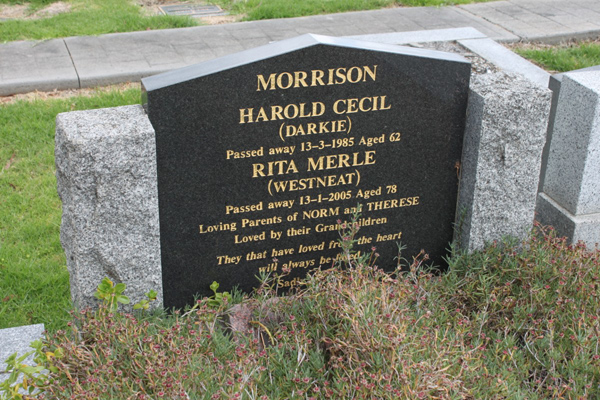 MORRISON
HAROLD CECIL
(DARKIE)
Passed away 13-3-1985 Aged 62
RITA MERLE
(WESTNEAT)
Passed away 13-1-2005 Aged 78
Loving Parents of NORM and THERESE
Loved by their Grandchildren
They that have loved from the heart
will always be loved